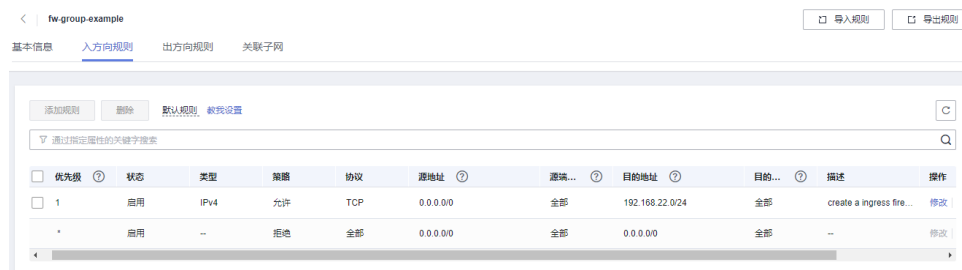 fw-group-example 导入规则 导出规则
基本信息 入方向规则 出方向规则 关联子网
添加规则 删除 默认规则 教我设置
通过指定属性的关键字搜索
优先级 状态 类型 策略 协议 源地址 源端... 目的地址 目的... 描述 操作
1 启用 IPv4 允许 TCP 0.0.0.0/0 全部 192.168.22.0/24 全部 create a ingress fire... 修改
* 启用 -- 拒绝 全部 0.0.0.0/0 0.0.0.0/0 全部 -- 修改